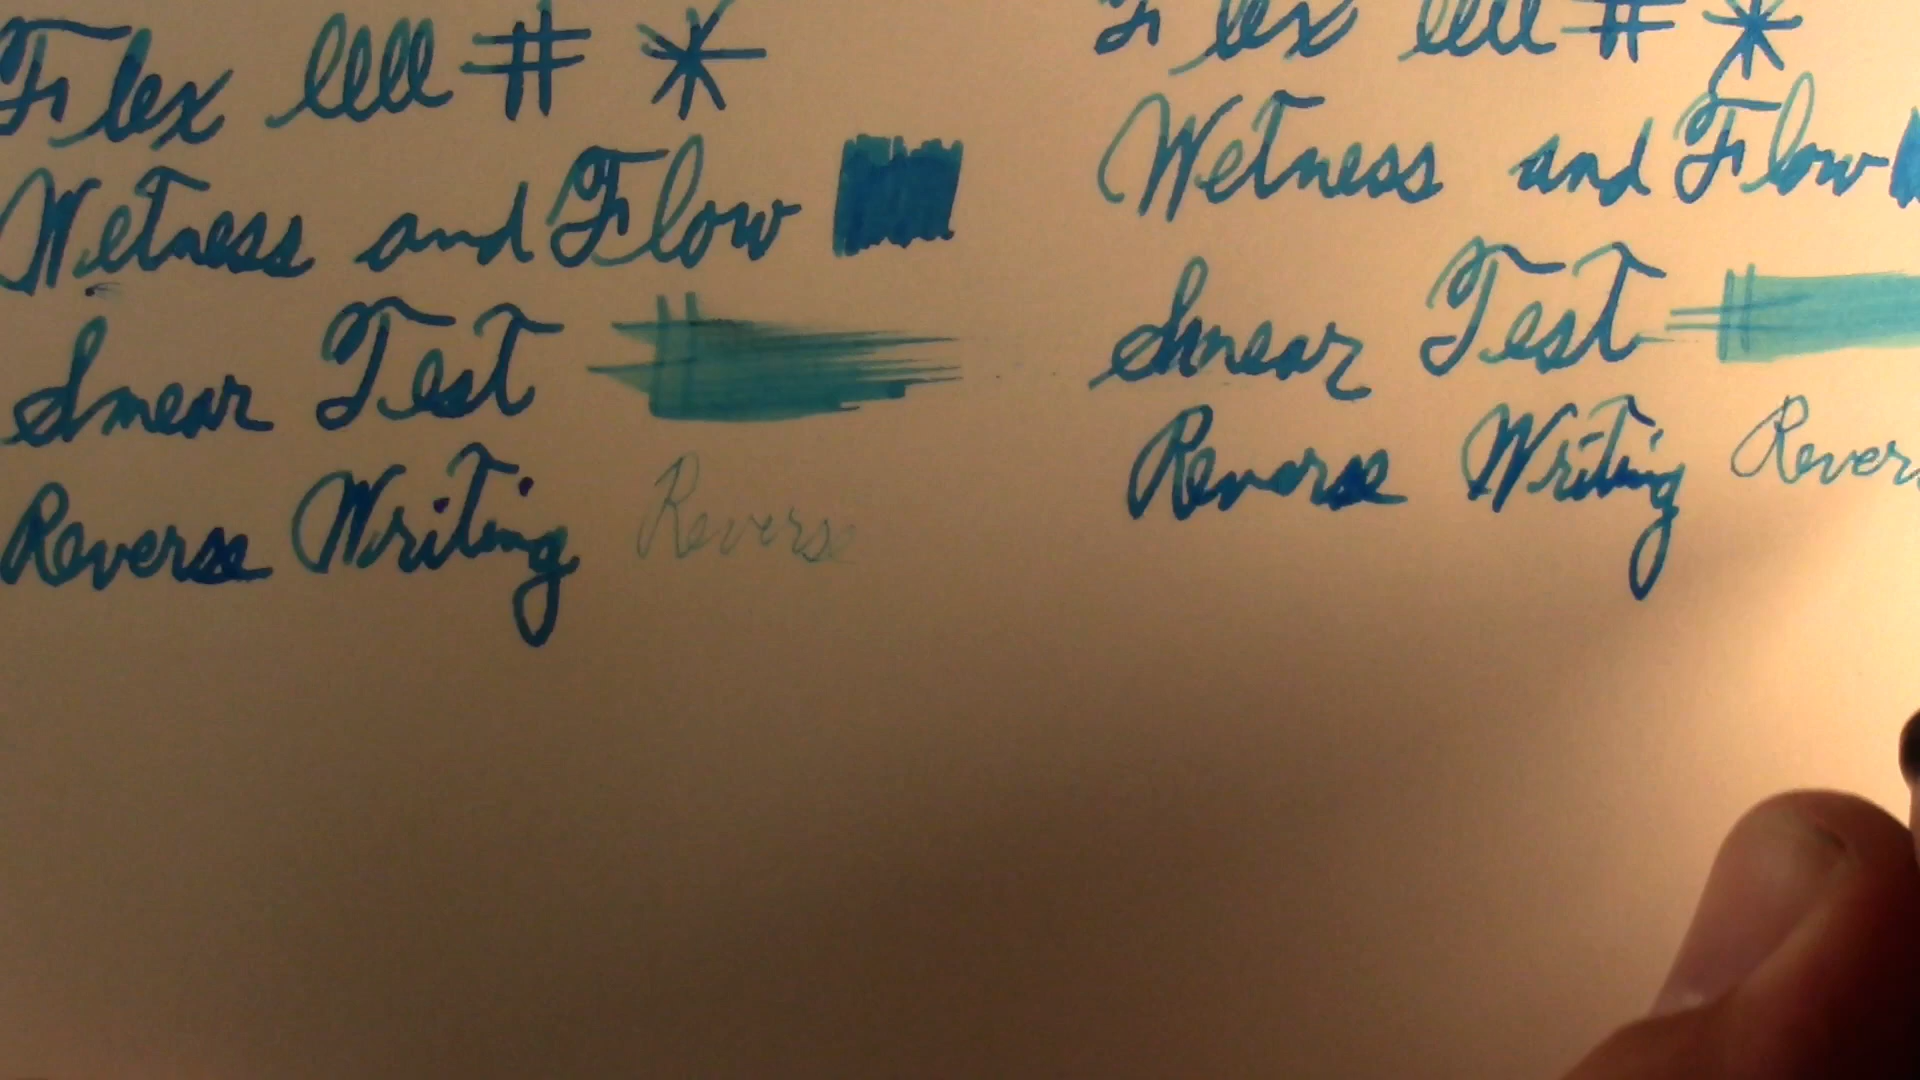 Flex llll # *
Wetness and Flow
Smear Test
Reverse Writing Reverse
Flex llll # *
Wetness and Flow
Smear Test
Reverse Writing Rever